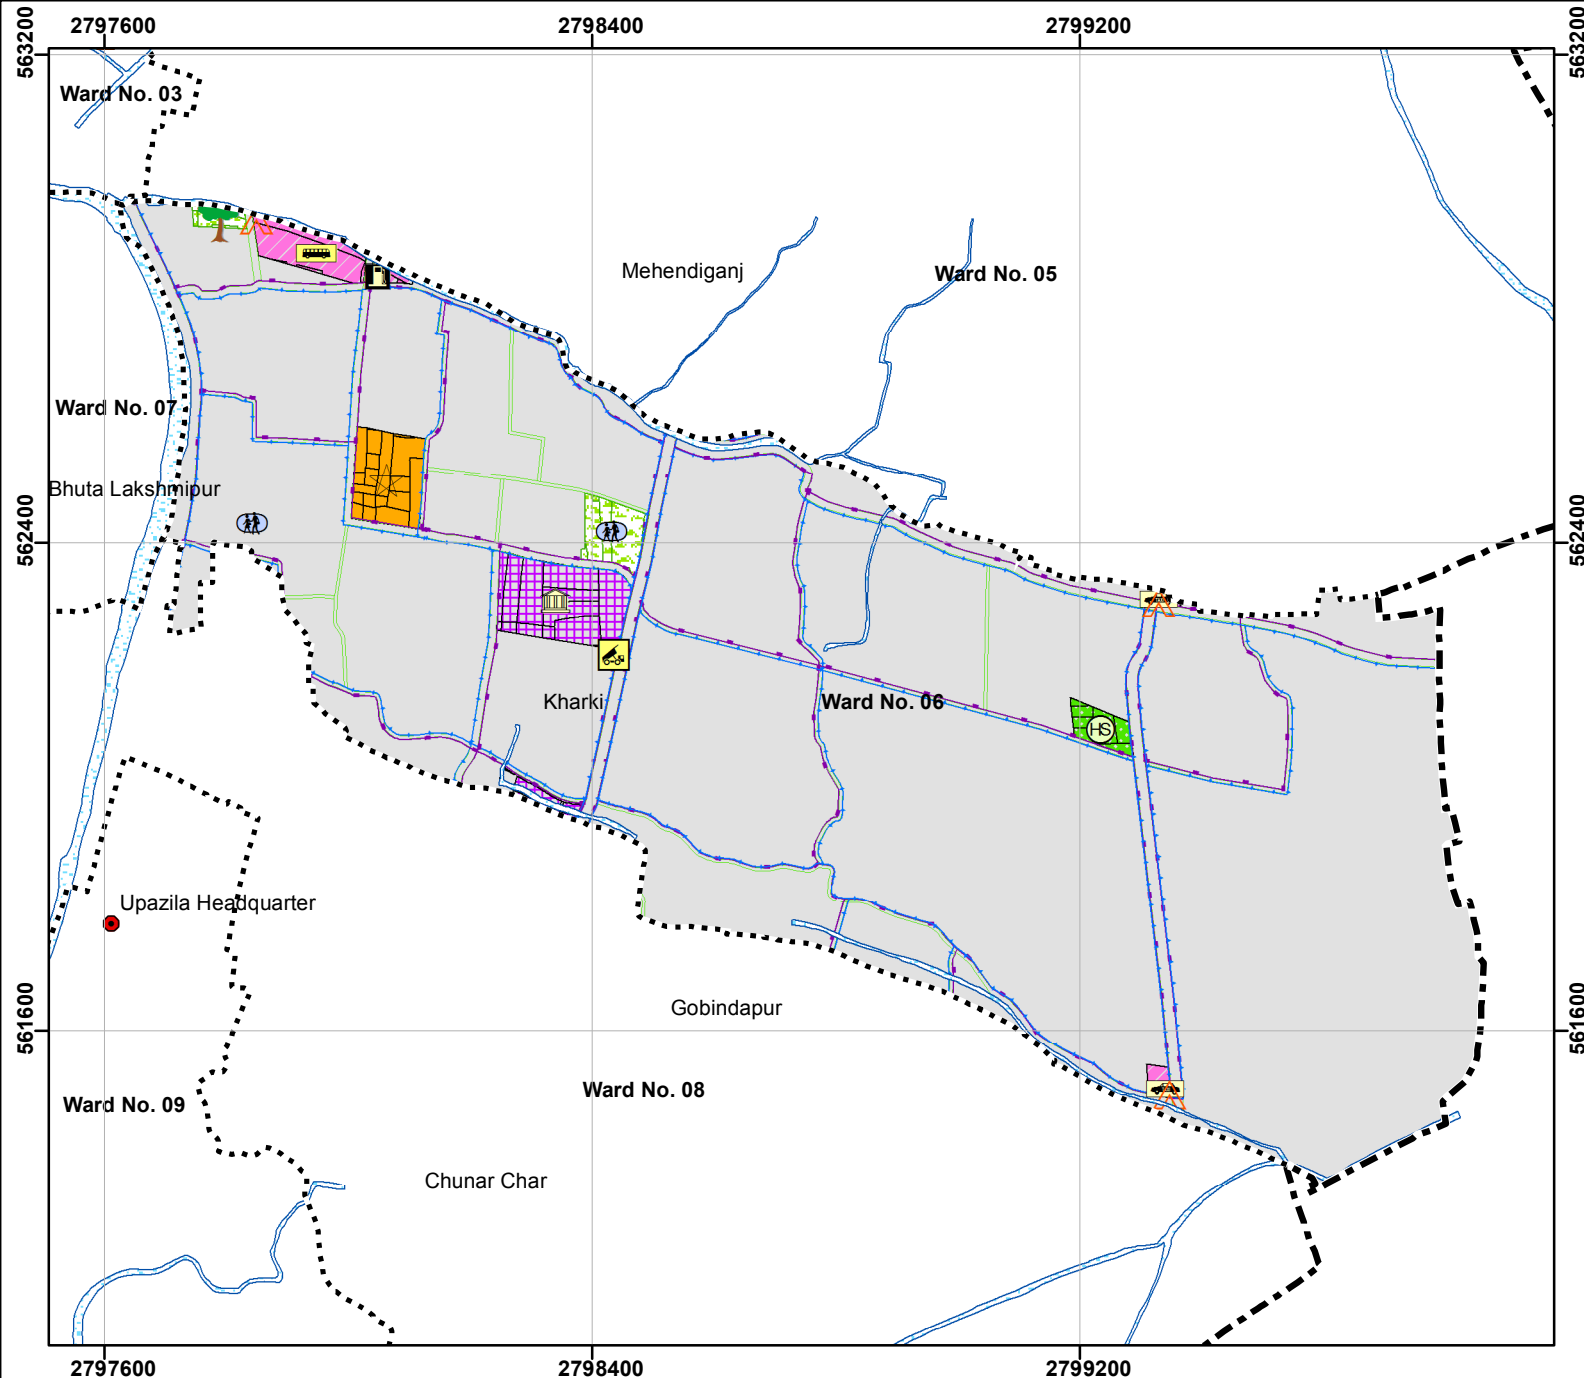 2797600 2798400 2799200
563200 563200
Ward No. 03
Mehendiganj
Ward No. 05
Ward No. 07
Bhuta Lakshmipur
562400 562400
Kharki
Ward No. 06
HS
Upazila Headquarter
Gobindapur
561600 561600
Ward No. 08
Ward No. 09
Chunar Char
2797600 2798400 2799200